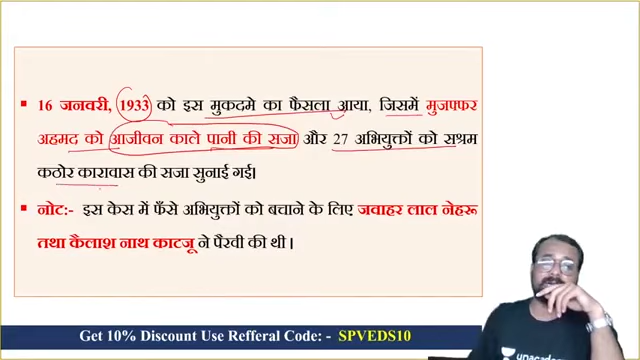 ▪ 16 जनवरी, 1933 को इस मुकदमे का फैसला आया, जिसमें मुजफ्फर
अहमद को आजीवन काले पानी की सजा और 27 अभियुक्तों को सश्रम
कठोर कारावास की सजा सुनाई गई।
▪ नोट:- इस केस में फँसे अभियुक्तों को बचाने के लिए जवाहर लाल नेहरू
तथा कैलाश नाथ काटजू ने पैरवी की थी ।
Get 10% Discount Use Refferal Code: - SPVEDS10